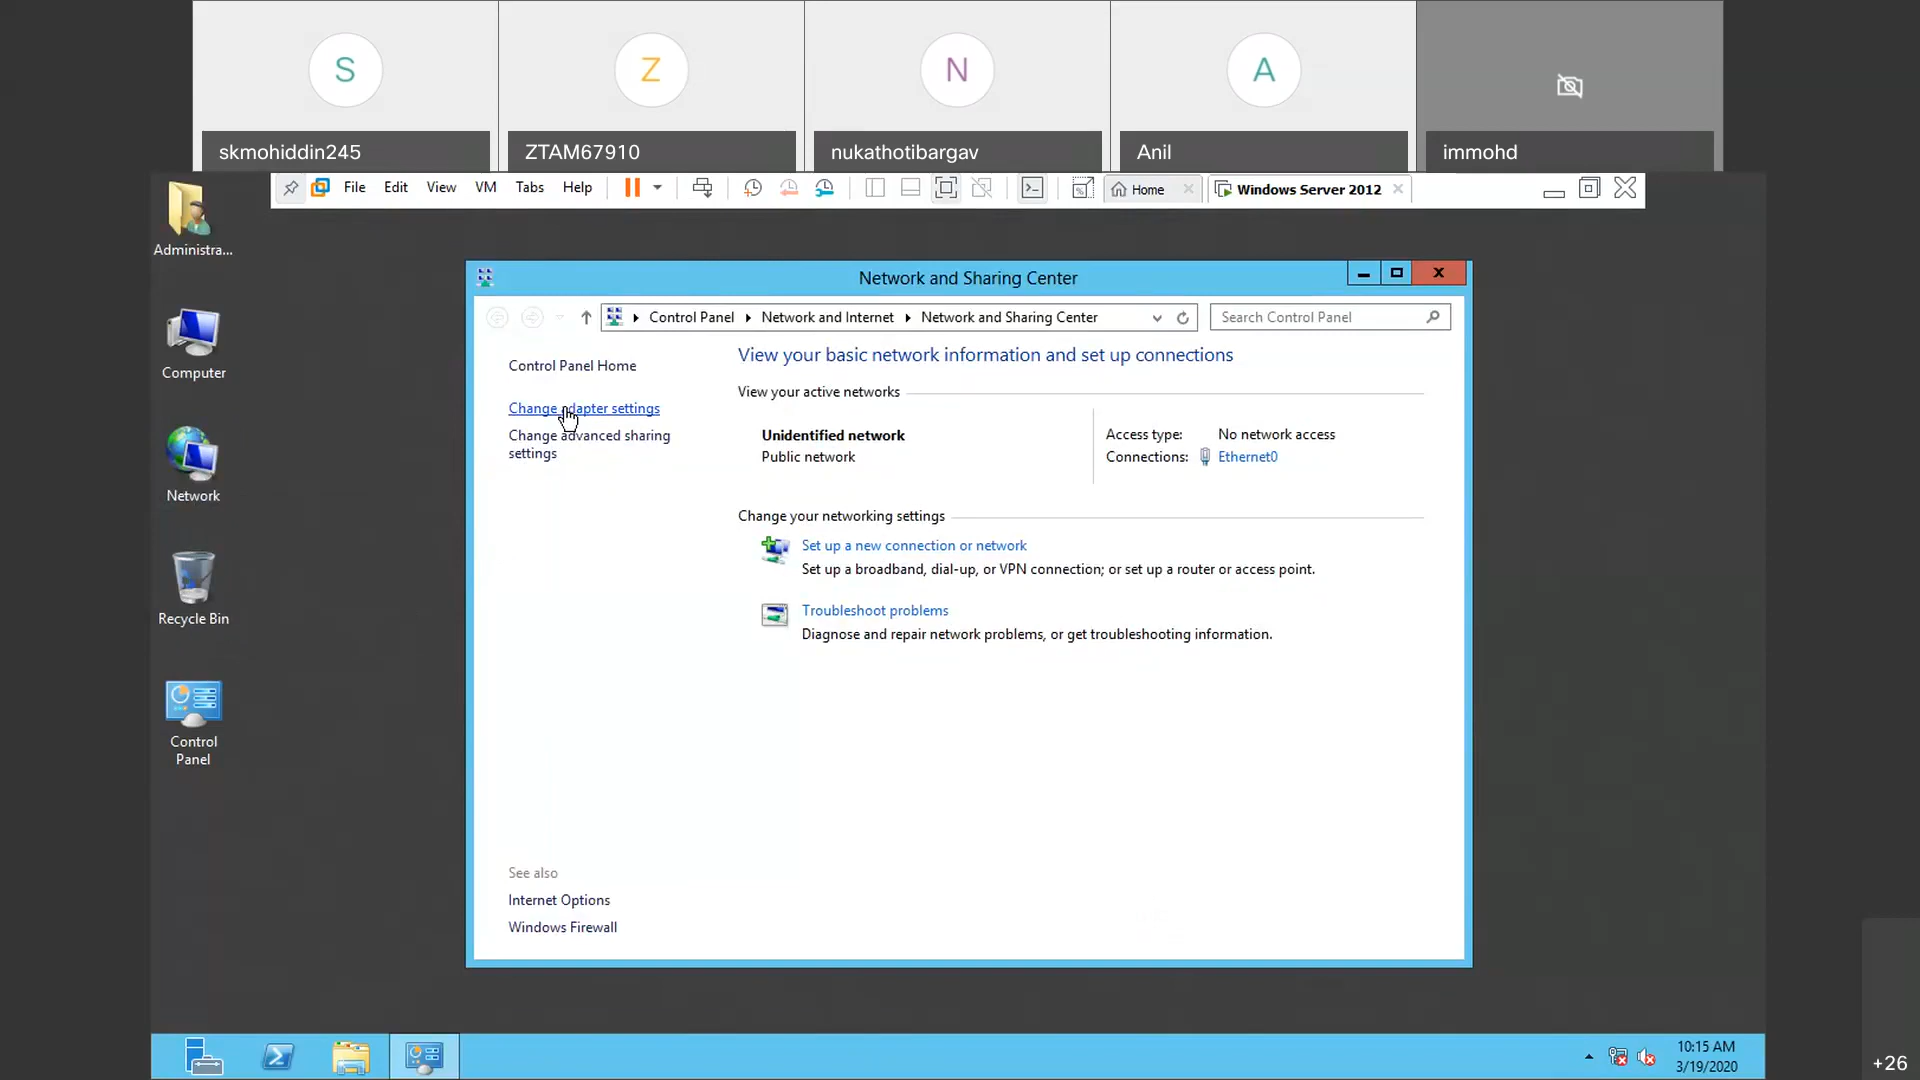 S
Z
N
A
skmohiddin245
ZTAM67910
nukathotibargav
Anil
immohd
File Edit View VM Tabs Help
Home
Windows Server 2012
Administra...
Computer
Network
Recycle Bin
Control
Panel
Network and Sharing Center
Control Panel Network and Internet Network and Sharing Center
Search Control Panel
Control Panel Home
Change adapter settings
Change advanced sharing
settings
View your basic network information and set up connections
View your active networks
Unidentified network
Public network
Access type: No network access
Connections: Ethernet0
Change your networking settings
Set up a new connection or network
Set up a broadband, dial-up, or VPN connection; or set up a router or access point.
Troubleshoot problems
Diagnose and repair network problems, or get troubleshooting information.
See also
Internet Options
Windows Firewall
10:15 AM
3/19/2020
+26